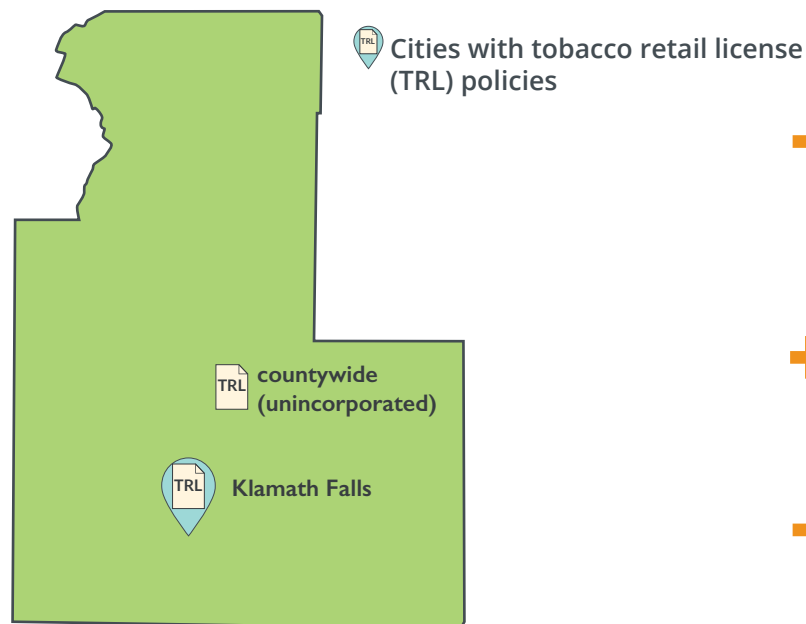 TRL
Cities with tobacco retail license
(TRL) policies
TRL
countywide
(unincorporated)
TRL
Klamath Falls